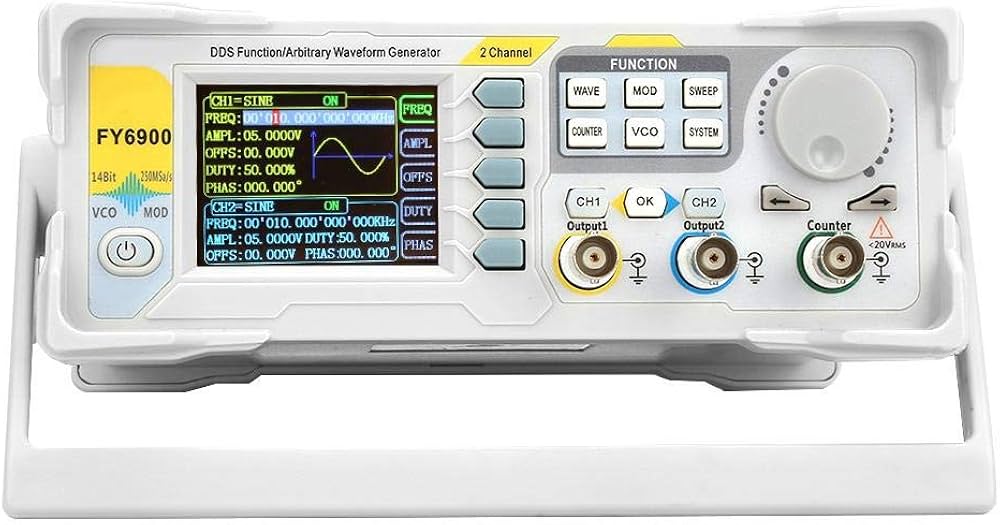 DDS Function/Arbitrary Waveform Generator
2 Channel
FY6900
14Bit 250MSa/s
VCO MOD
CH1=SINE ON
FREQ:00'010.000'000'000KHz
AMPL:05.0000V
OFFS:00.000V
DUTY:50.000%
PHAS:000.000°
CH2=SINE ON
FREQ:00'010.000'000'000KHz
AMPL:05.0000V DUTY:50.000%
OFFS:00.000V PHAS:000.000°
FREQ
AMPL
OFFS
DUTY
PHAS
FUNCTION
WAVE MOD SWEEP
COUNTER VCO SYSTEM
CH1 OK CH2
Output1 Output2 Counter
<20VRMS